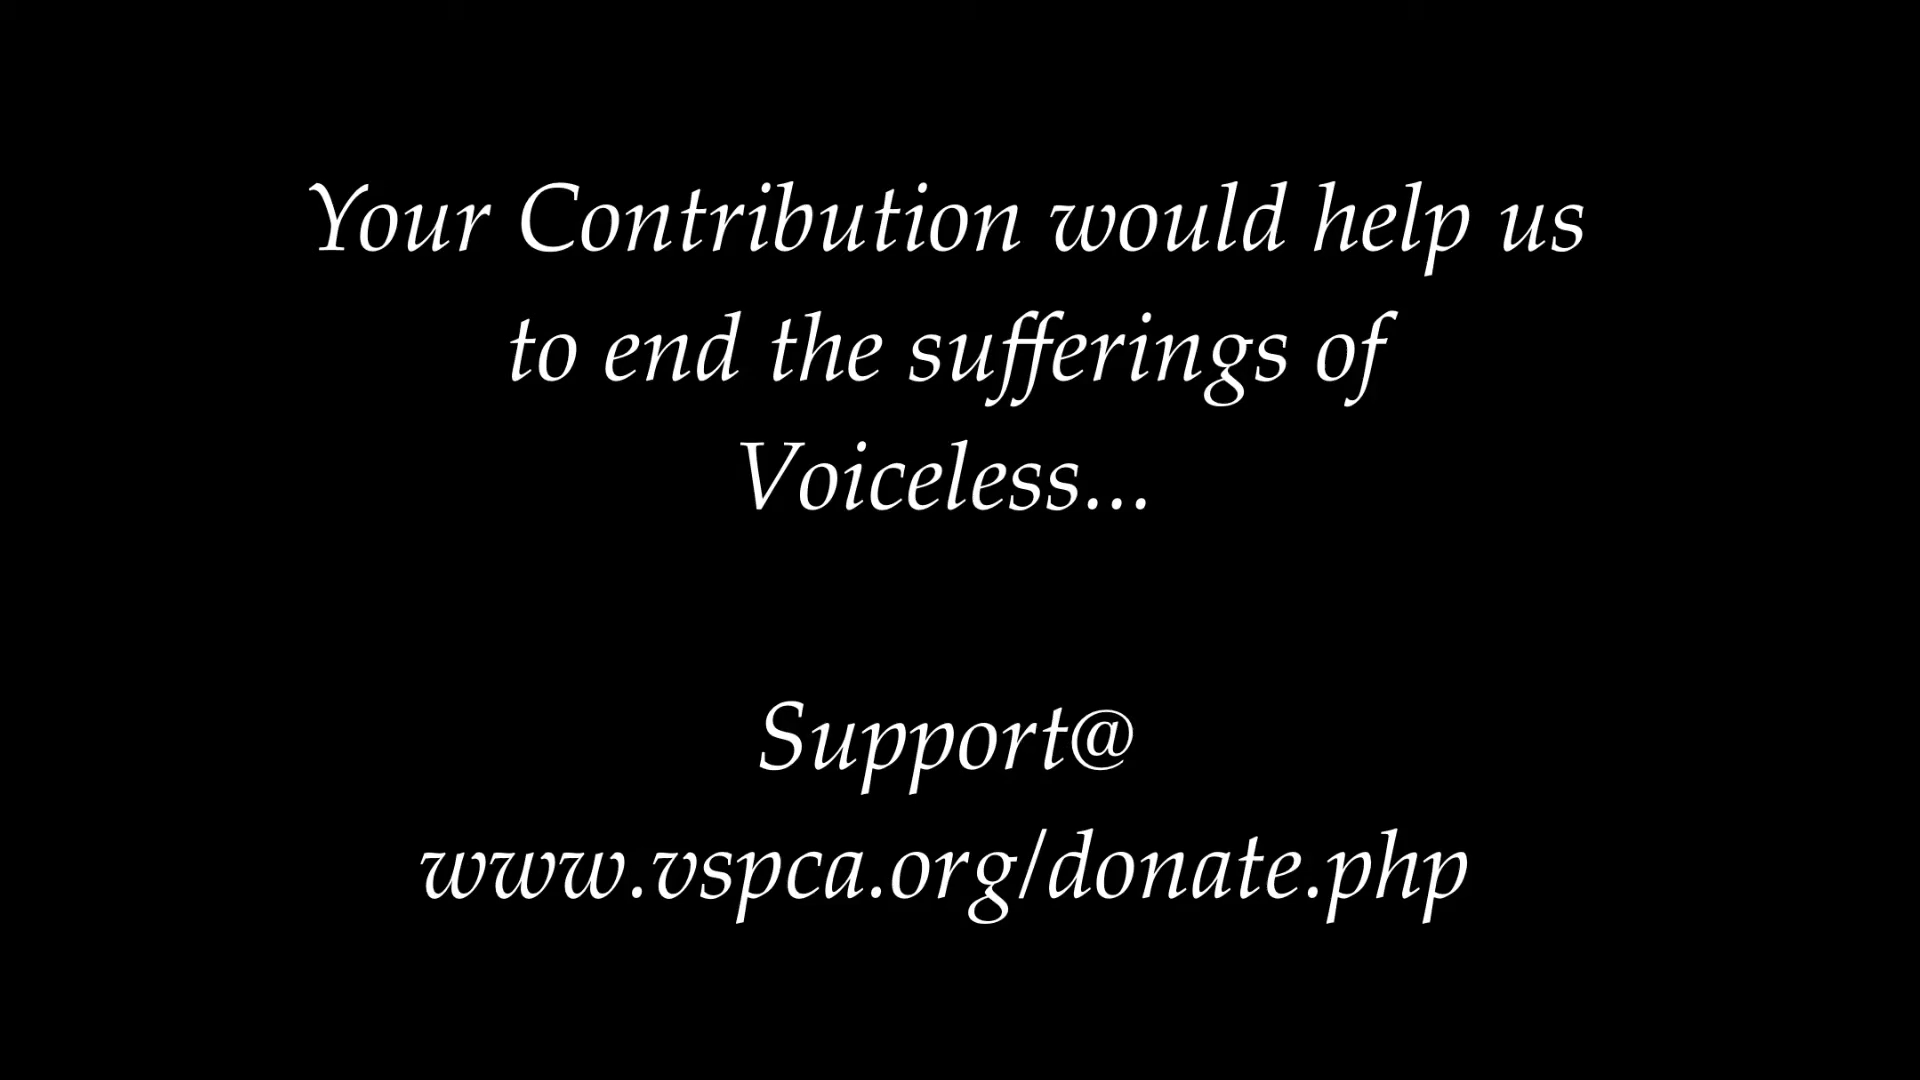 Your Contribution would help us
to end the sufferings of
Voiceless...
Support@
www.vspca.org/donate.php